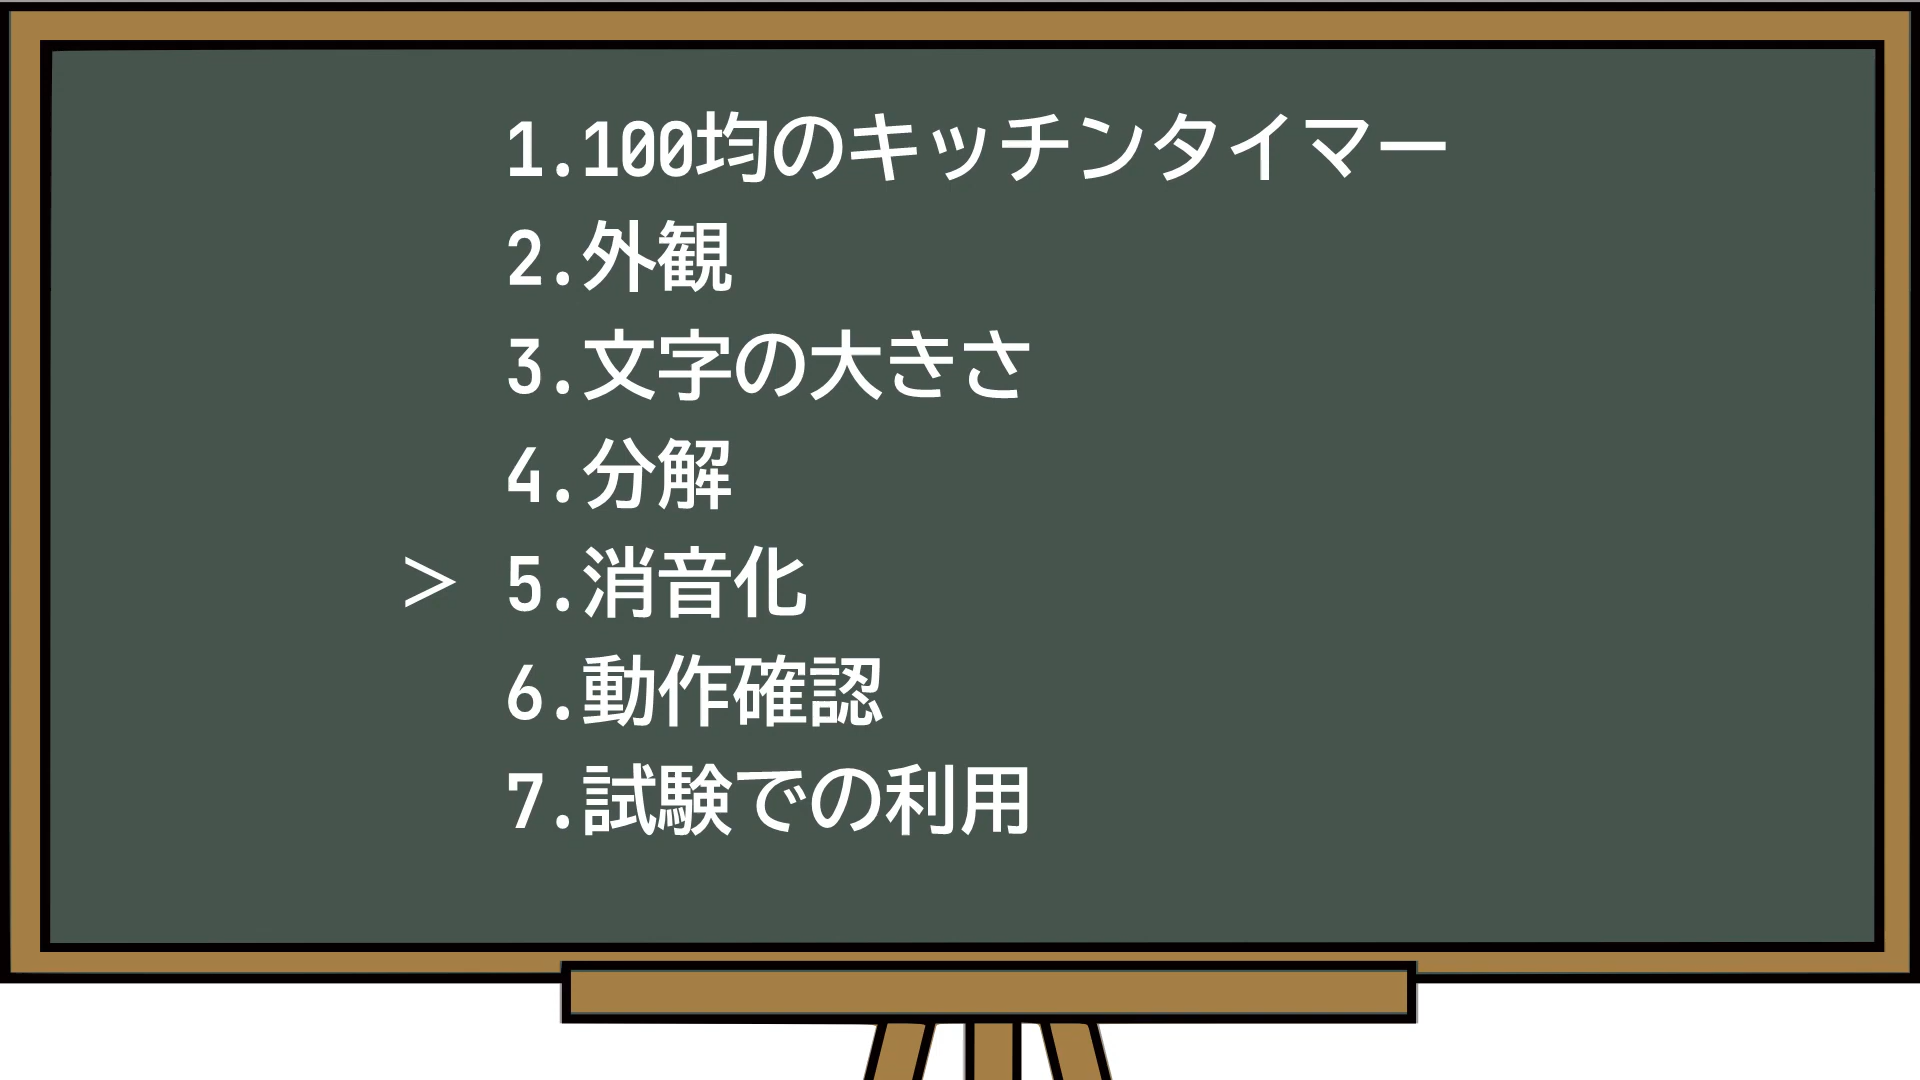 1.100均のキッチンタイマー
2.外観
3.文字の大きさ
4.分解
> 5.消音化
6.動作確認
7.試験での利用